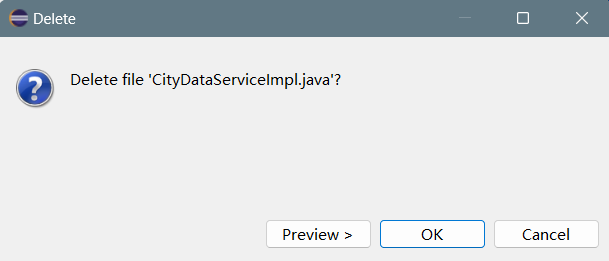 Delete
Delete file 'CityDataServiceImpl.java'?
Preview >
OK
Cancel